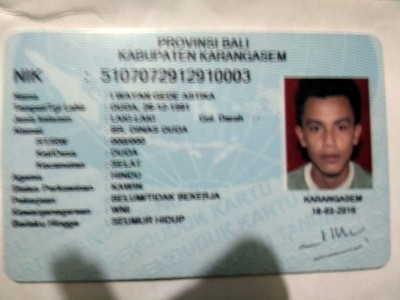 PROVINSI BALI
KABUPATEN KARANGASEM
NIK : 5107072912910003
Nama : I WAYAN GEDE ARTIKA
Tempat/Tgl Lahir : DUDA, 29-12-1991
Jenis Kelamin : LAKI-LAKI Gol. Darah :
Alamat : BR. DINAS DUDA
RT/RW : 000/000
Kel/Desa : DUDA
Kecamatan : SELAT
Agama : HINDU
Status Perkawinan : KAWIN
Pekerjaan : BELUM/TIDAK BEKERJA
Kewarganegaraan : WNI
Berlaku Hingga : SEUMUR HIDUP
KARANGASEM
18-03-2016